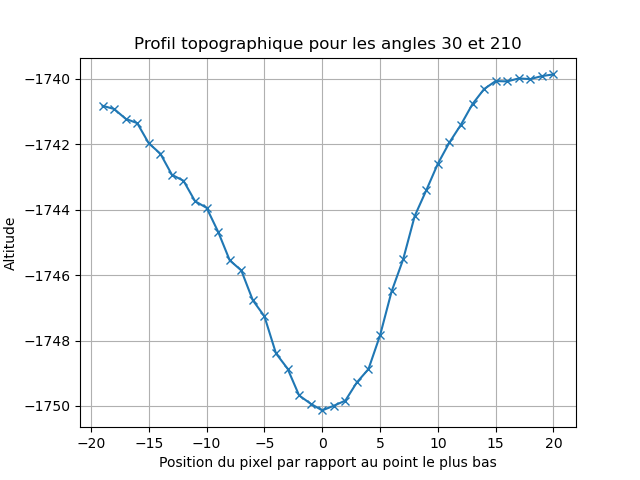 Profil topographique pour les angles 30 et 210
Altitude
−1740
−1742
−1744
−1746
−1748
−1750
−20 −15 −10 −5 0 5 10 15 20
Position du pixel par rapport au point le plus bas